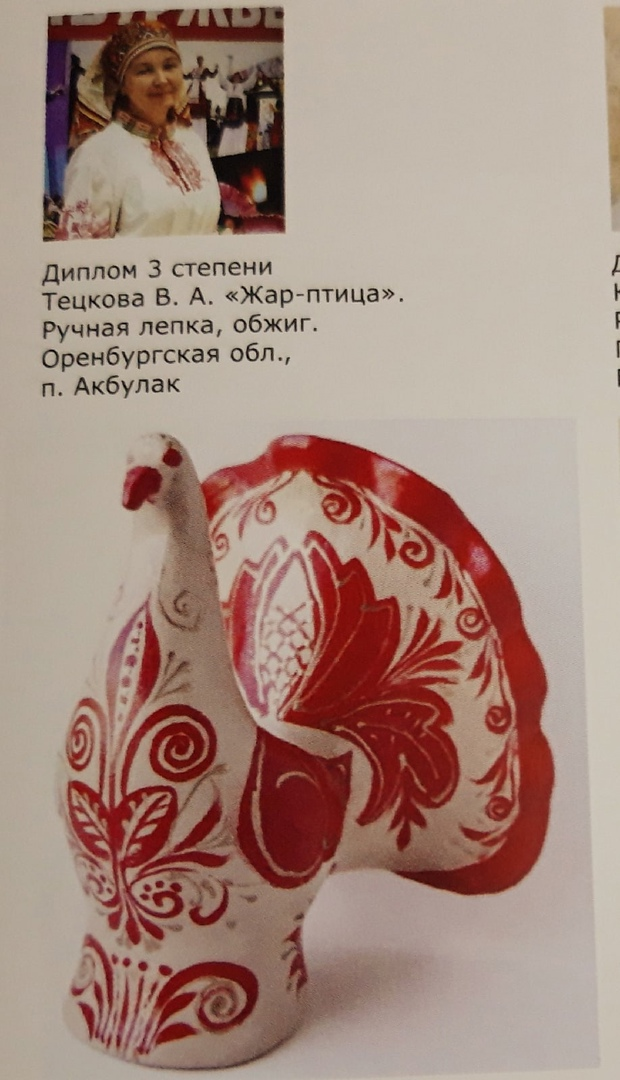 Диплом 3 степени
Тецкова В. А. «Жар-птица».
Ручная лепка, обжиг.
Оренбургская обл.,
п. Акбулак